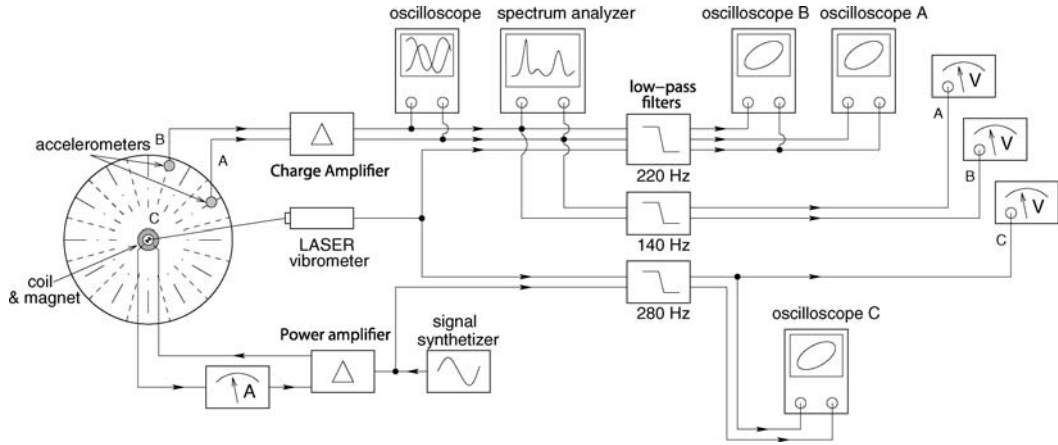 oscilloscope
spectrum analyzer
oscilloscope B
oscilloscope A
low-pass
filters
V
A
B
accelerometers
A
Charge Amplifier
220 Hz
V
B
C
V
C
LASER
vibrometer
140 Hz
coil
& magnet
280 Hz
oscilloscope C
Power amplifier
signal
synthetizer
A